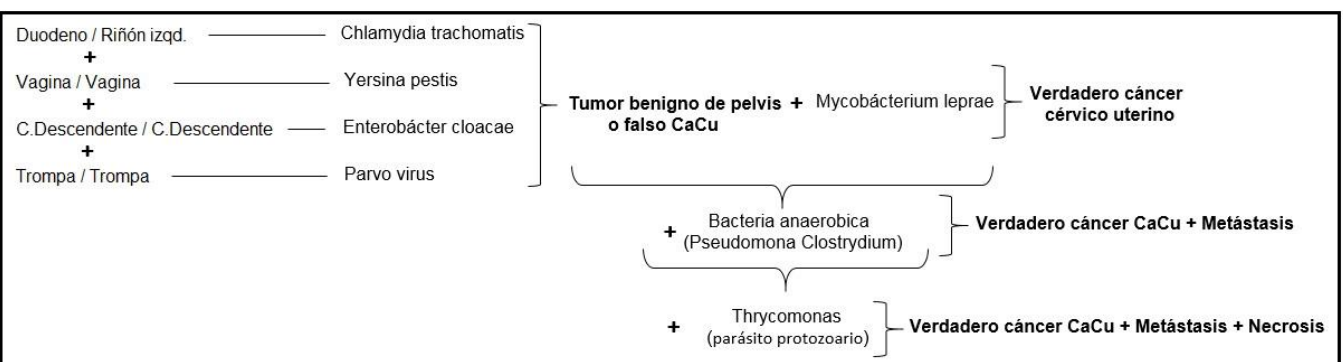 Duodeno / Riñón izqd. Chlamydia trachomatis
+
Vagina / Vagina Yersina pestis
+
C.Descendente / C.Descendente Enterobácter cloacae
+
Trompa / Trompa Parvo virus
Tumor benigno de pelvis + Mycobácterium leprae
o falso CaCu
Verdadero cáncer
cérvico uterino
+ Bacteria anaerobica
(Pseudomona Clostrydium)
Verdadero cáncer CaCu + Metástasis
+ Thrycomonas
(parásito protozoario)
Verdadero cáncer CaCu + Metástasis + Necrosis